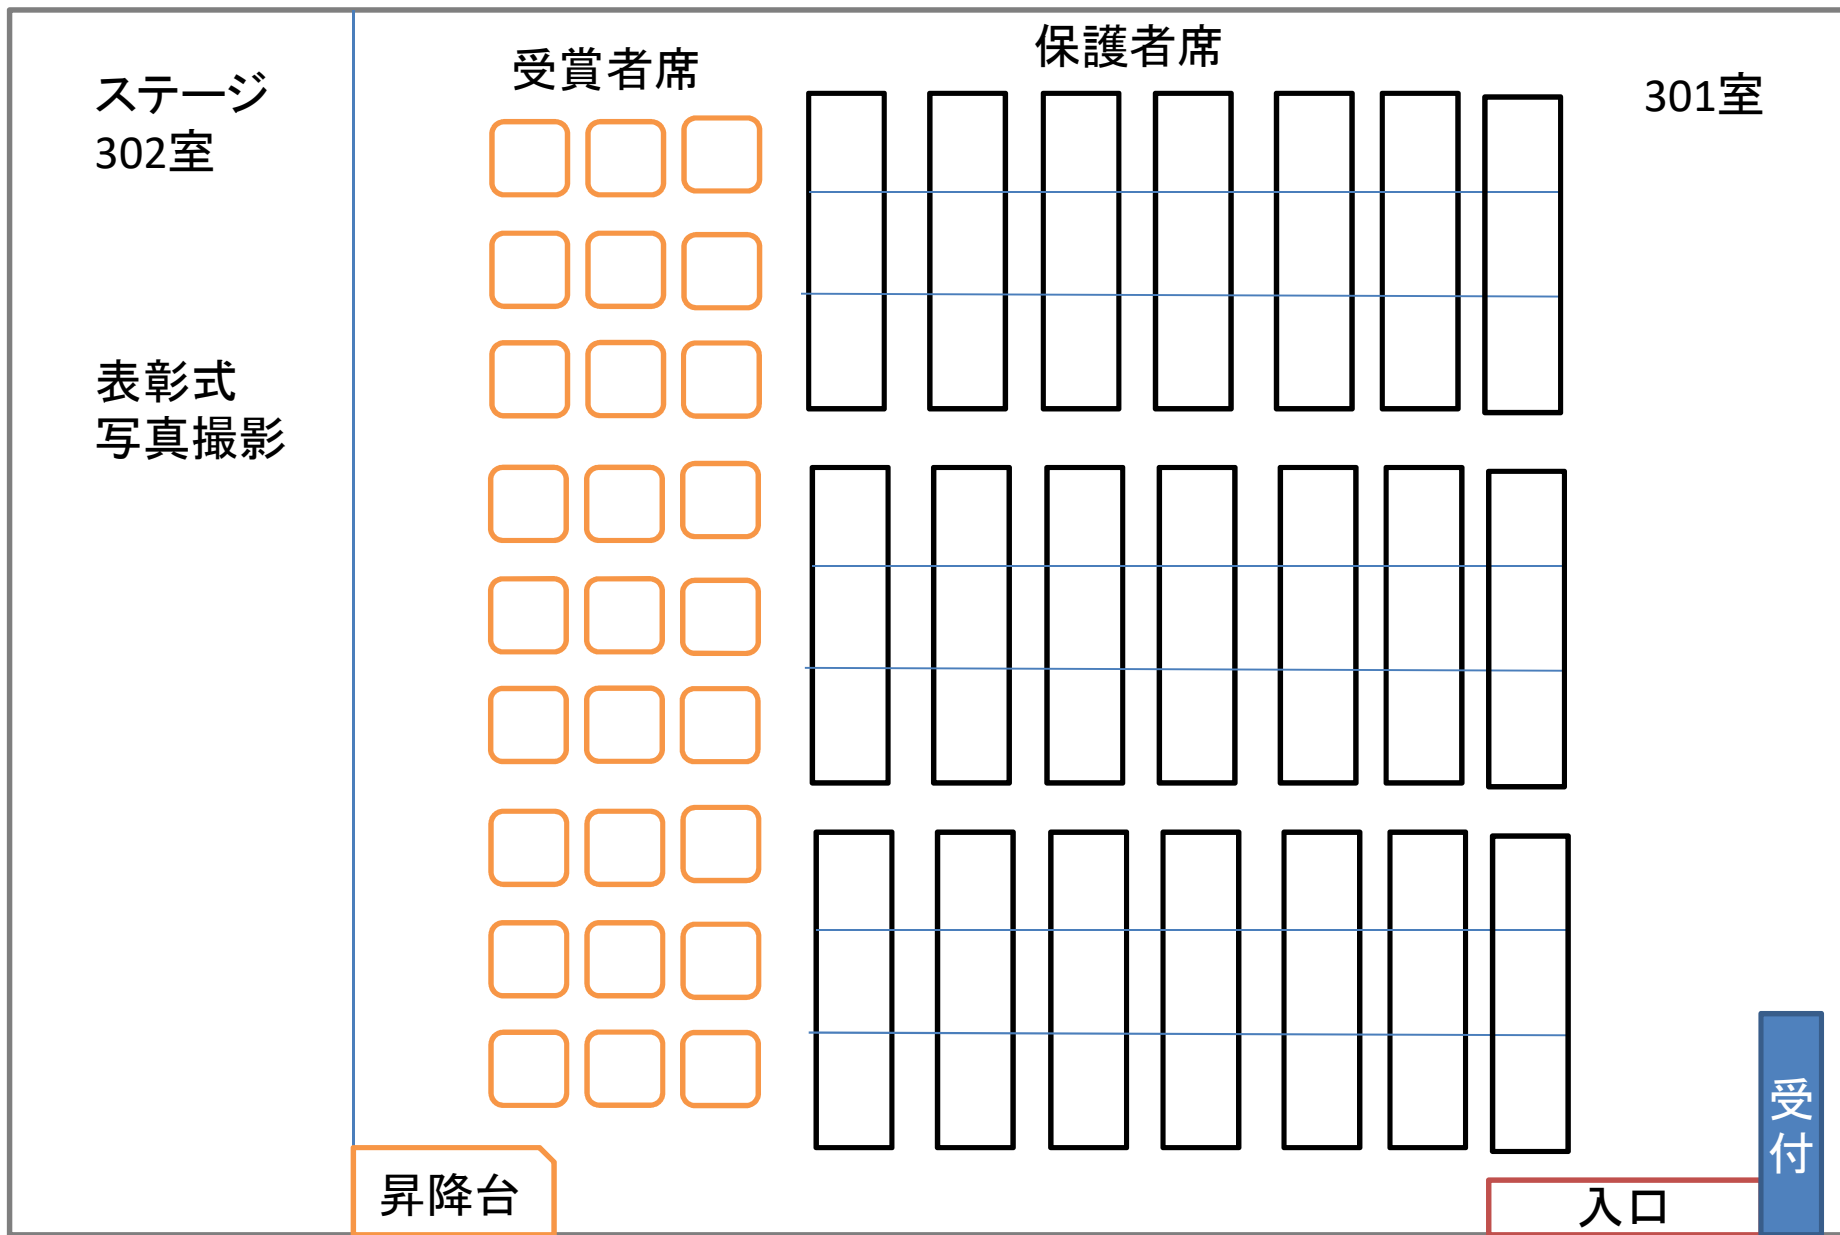 ステージ
302室
受賞者席
保護者席
301室
表彰式
写真撮影
昇降台
入口
受付